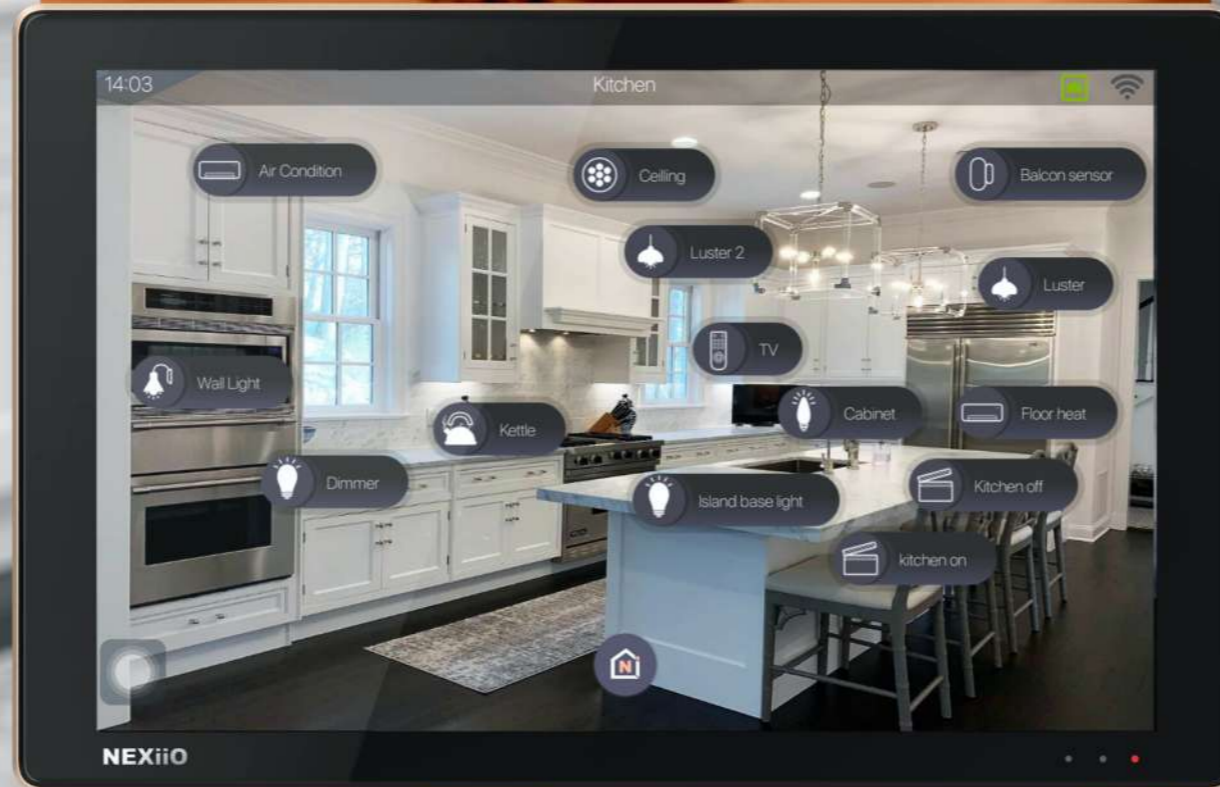 14:03
Kitchen
Air Condition
Ceilling
Balcon sensor
Luster 2
Luster
TV
Wall Light
Cabinet
Floor heat
Kettle
Dimmer
Island base light
Kitchen off
kitchen on
N
NEXiiO